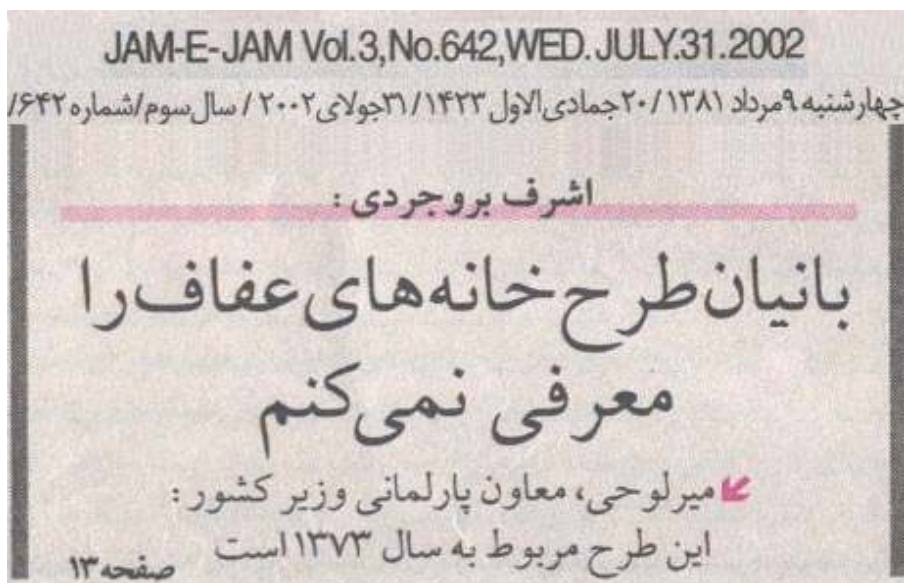 JAM-E-JAM Vol.3,No.642,WED.JULY.31.2002
چهارشنبه ۹مرداد ۱۳۸۱/ ۲۰جمادی‌الاول ۱۴۲۳/ ۳۱جولای ۲۰۰۲/ سال سوم/شماره ۶۴۲/
اشرف بروجردی :
بانیان طرح خانه‌های عفاف را
معرفی نمی‌کنم
میرلوحی، معاون پارلمانی وزیر کشور :
این طرح مربوط به سال ۱۳۷۳ است
صفحه ۱۳